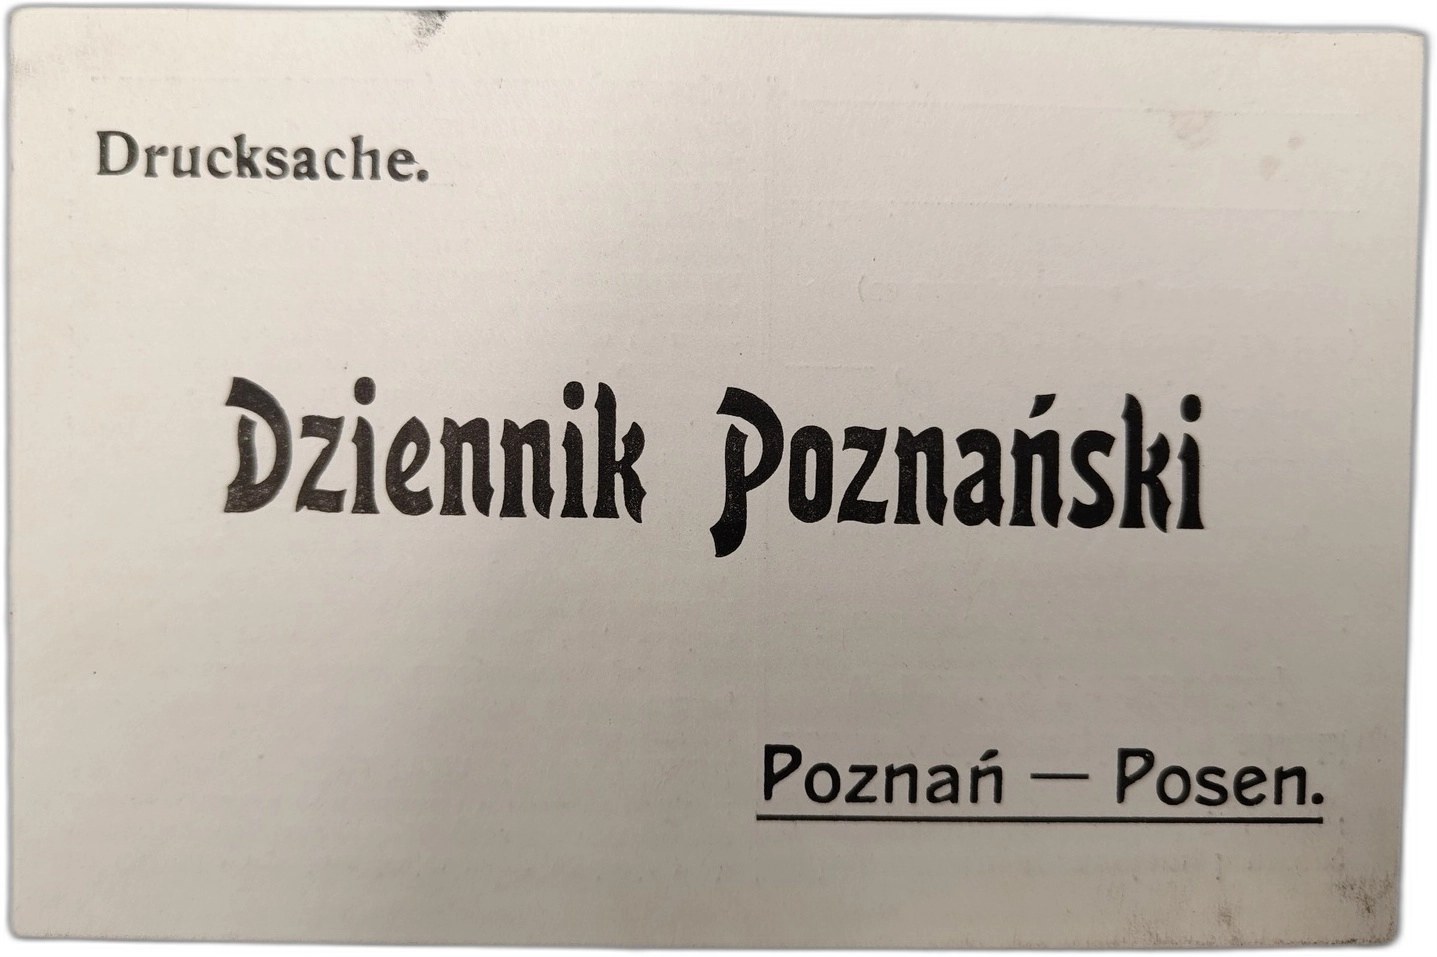 Drucksache.
Dziennik Poznański
Poznań — Posen.